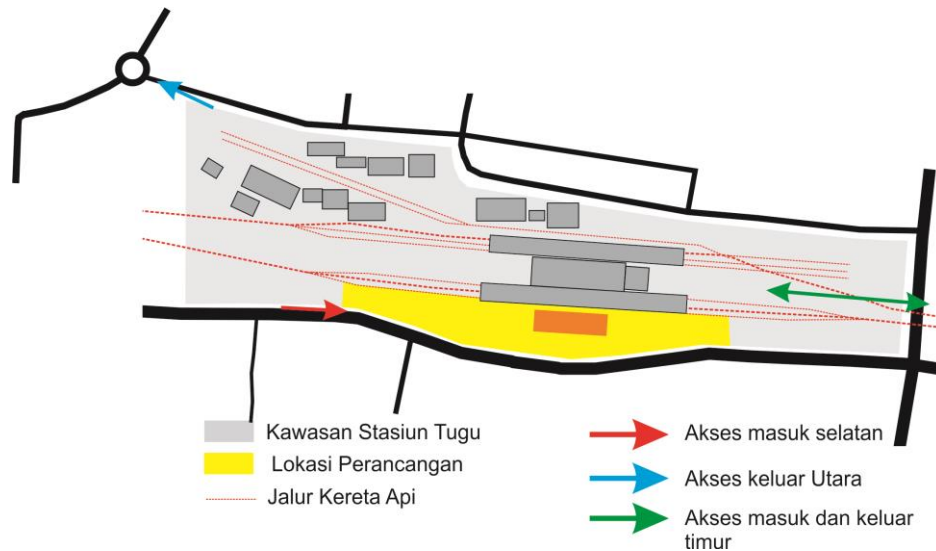 Kawasan Stasiun Tugu
Lokasi Perancangan
Jalur Kereta Api
Akses masuk selatan
Akses keluar Utara
Akses masuk dan keluar
timur